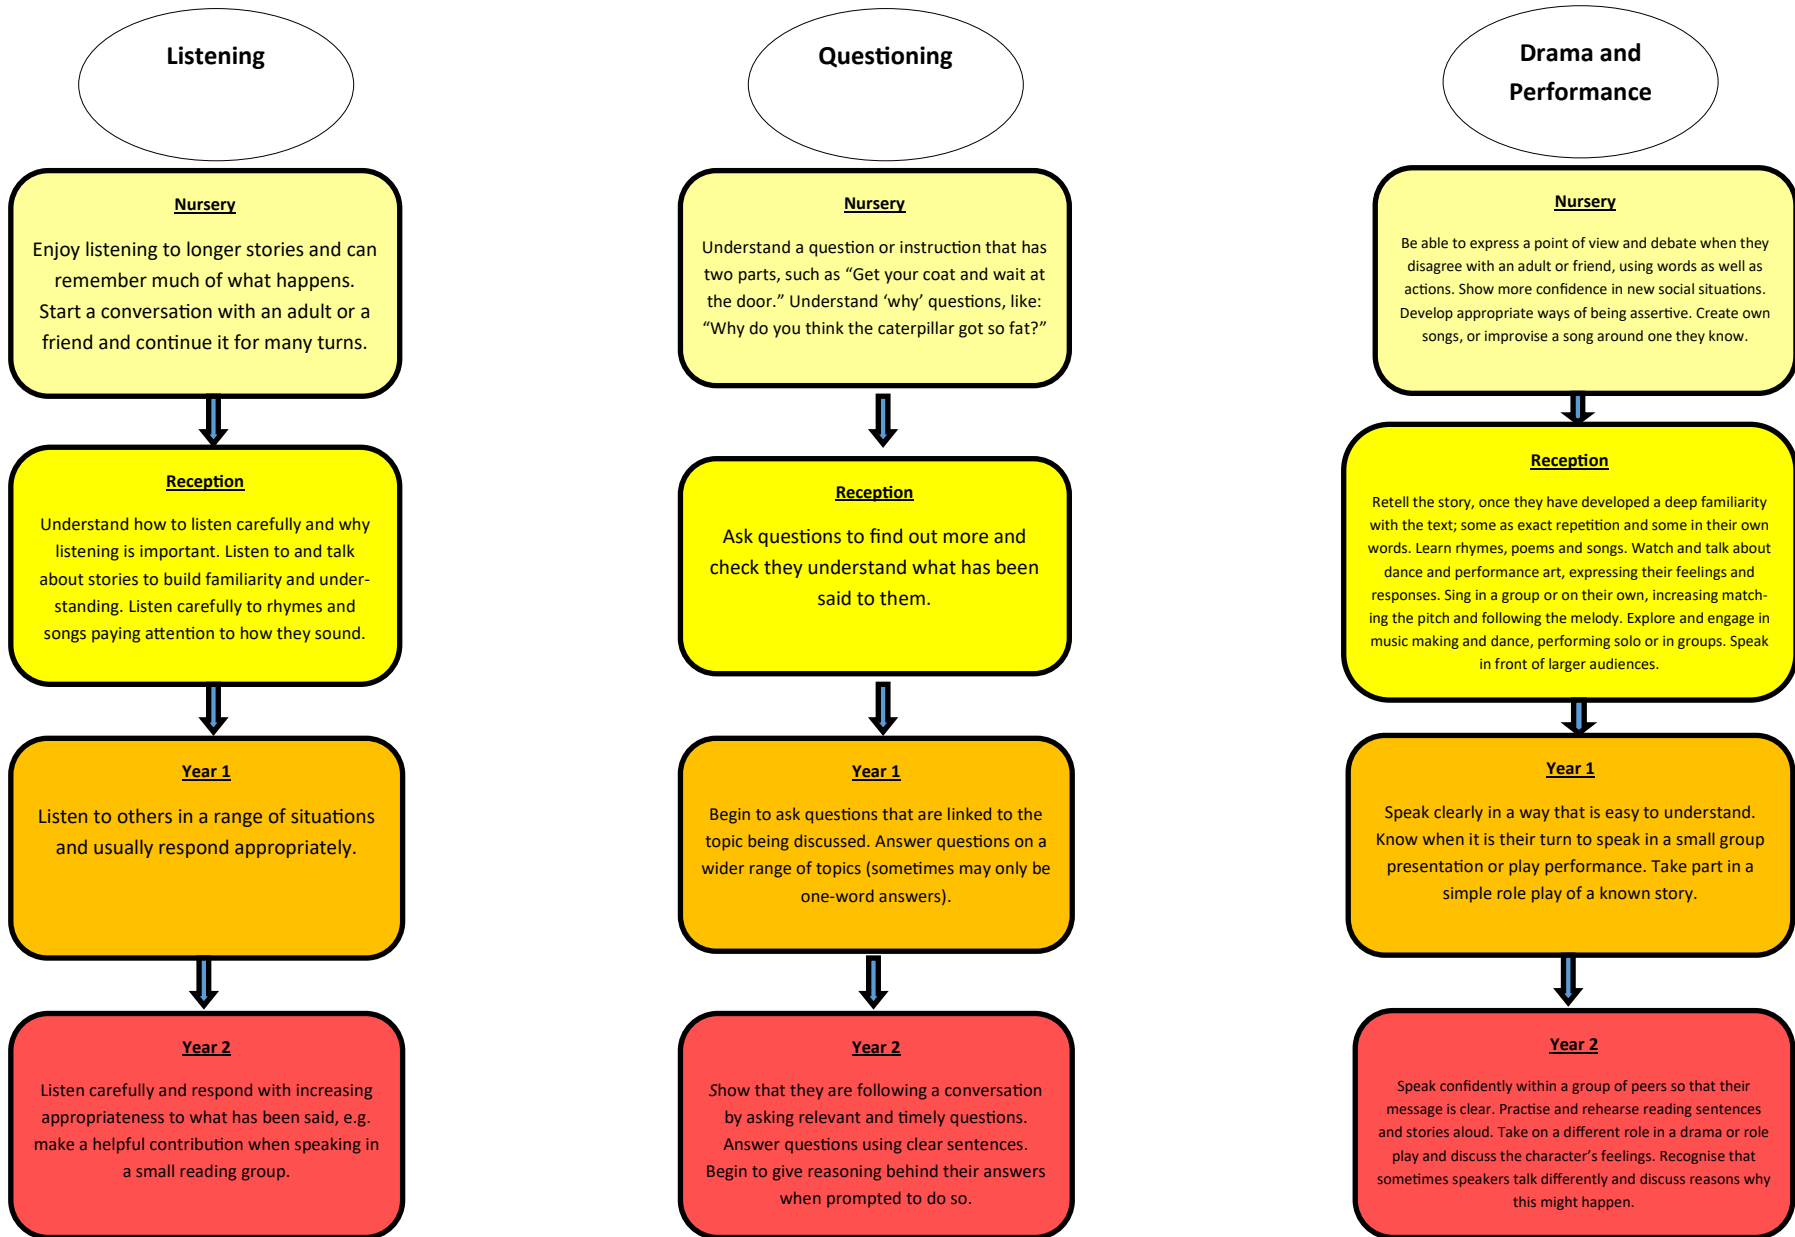 Listening
Nursery
Enjoy listening to longer stories and can
remember much of what happens.
Start a conversation with an adult or a
friend and continue it for many turns.
Reception
Understand how to listen carefully and why
listening is important. Listen to and talk
about stories to build familiarity and under-
standing. Listen carefully to rhymes and
songs paying attention to how they sound.
Year 1
Listen to others in a range of situations
and usually respond appropriately.
Year 2
Listen carefully and respond with increasing
appropriateness to what has been said, e.g.
make a helpful contribution when speaking in
a small reading group.
Questioning
Nursery
Understand a question or instruction that has
two parts, such as “Get your coat and wait at
the door.” Understand ‘why’ questions, like:
“Why do you think the caterpillar got so fat?”
Reception
Ask questions to find out more and
check they understand what has been
said to them.
Year 1
Begin to ask questions that are linked to the
topic being discussed. Answer questions on a
wider range of topics (sometimes may only be
one-word answers).
Year 2
Show that they are following a conversation
by asking relevant and timely questions.
Answer questions using clear sentences.
Begin to give reasoning behind their answers
when prompted to do so.
Drama and
Performance
Nursery
Be able to express a point of view and debate when they
disagree with an adult or friend, using words as well as
actions. Show more confidence in new social situations.
Develop appropriate ways of being assertive. Create own
songs, or improvise a song around one they know.
Reception
Retell the story, once they have developed a deep familiarity
with the text; some as exact repetition and some in their own
words. Learn rhymes, poems and songs. Watch and talk about
dance and performance art, expressing their feelings and
responses. Sing in a group or on their own, increasing match-
ing the pitch and following the melody. Explore and engage in
music making and dance, performing solo or in groups. Speak
in front of larger audiences.
Year 1
Speak clearly in a way that is easy to understand.
Know when it is their turn to speak in a small group
presentation or play performance. Take part in a
simple role play of a known story.
Year 2
Speak confidently within a group of peers so that their
message is clear. Practise and rehearse reading sentences
and stories aloud. Take on a different role in a drama or role
play and discuss the character’s feelings. Recognise that
sometimes speakers talk differently and discuss reasons why
this might happen.